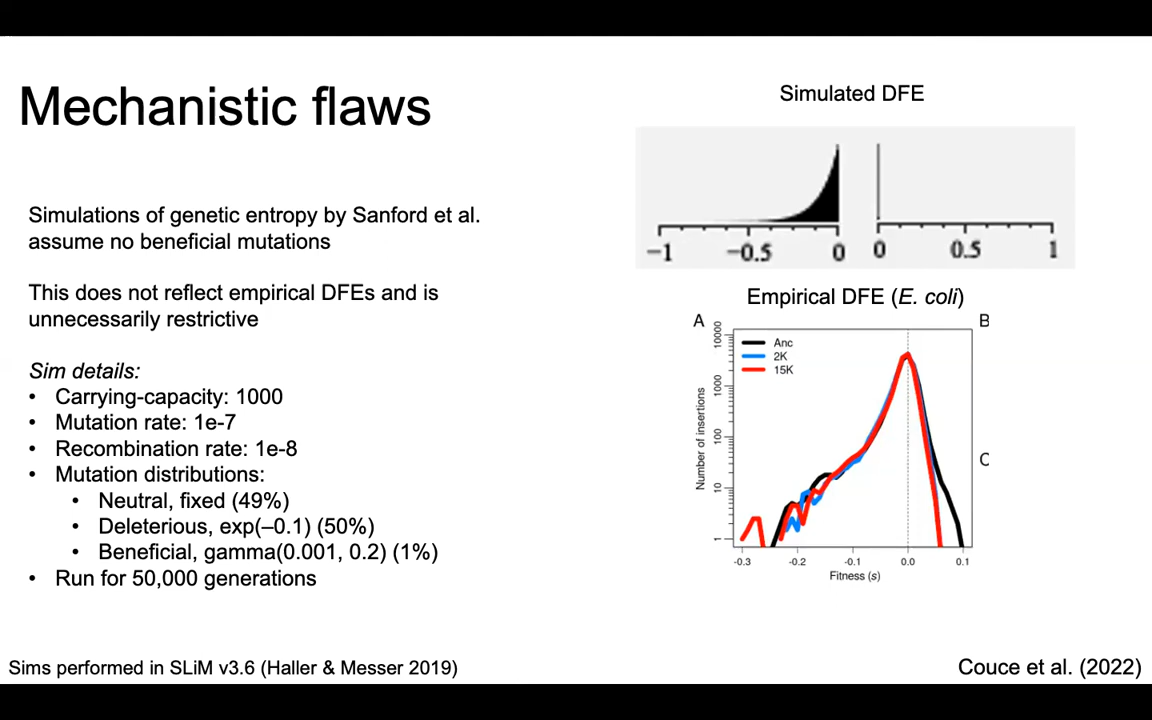 Mechanistic flaws
Simulations of genetic entropy by Sanford et al.
assume no beneficial mutations
This does not reflect empirical DFEs and is
unnecessarily restrictive
Sim details:
• Carrying-capacity: 1000
• Mutation rate: 1e-7
• Recombination rate: 1e-8
• Mutation distributions:
• Neutral, fixed (49%)
• Deleterious, exp(–0.1) (50%)
• Beneficial, gamma(0.001, 0.2) (1%)
• Run for 50,000 generations
Sims performed in SLiM v3.6 (Haller & Messer 2019)
Simulated DFE
−1 −0.5 0 0 0.5 1
Empirical DFE (E. coli)
A B
C
Anc
2K
15K
Number of insertions
10000
1000
100
10
1
-0.3 -0.2 -0.1 0.0 0.1
Fitness (s)
Couce et al. (2022)